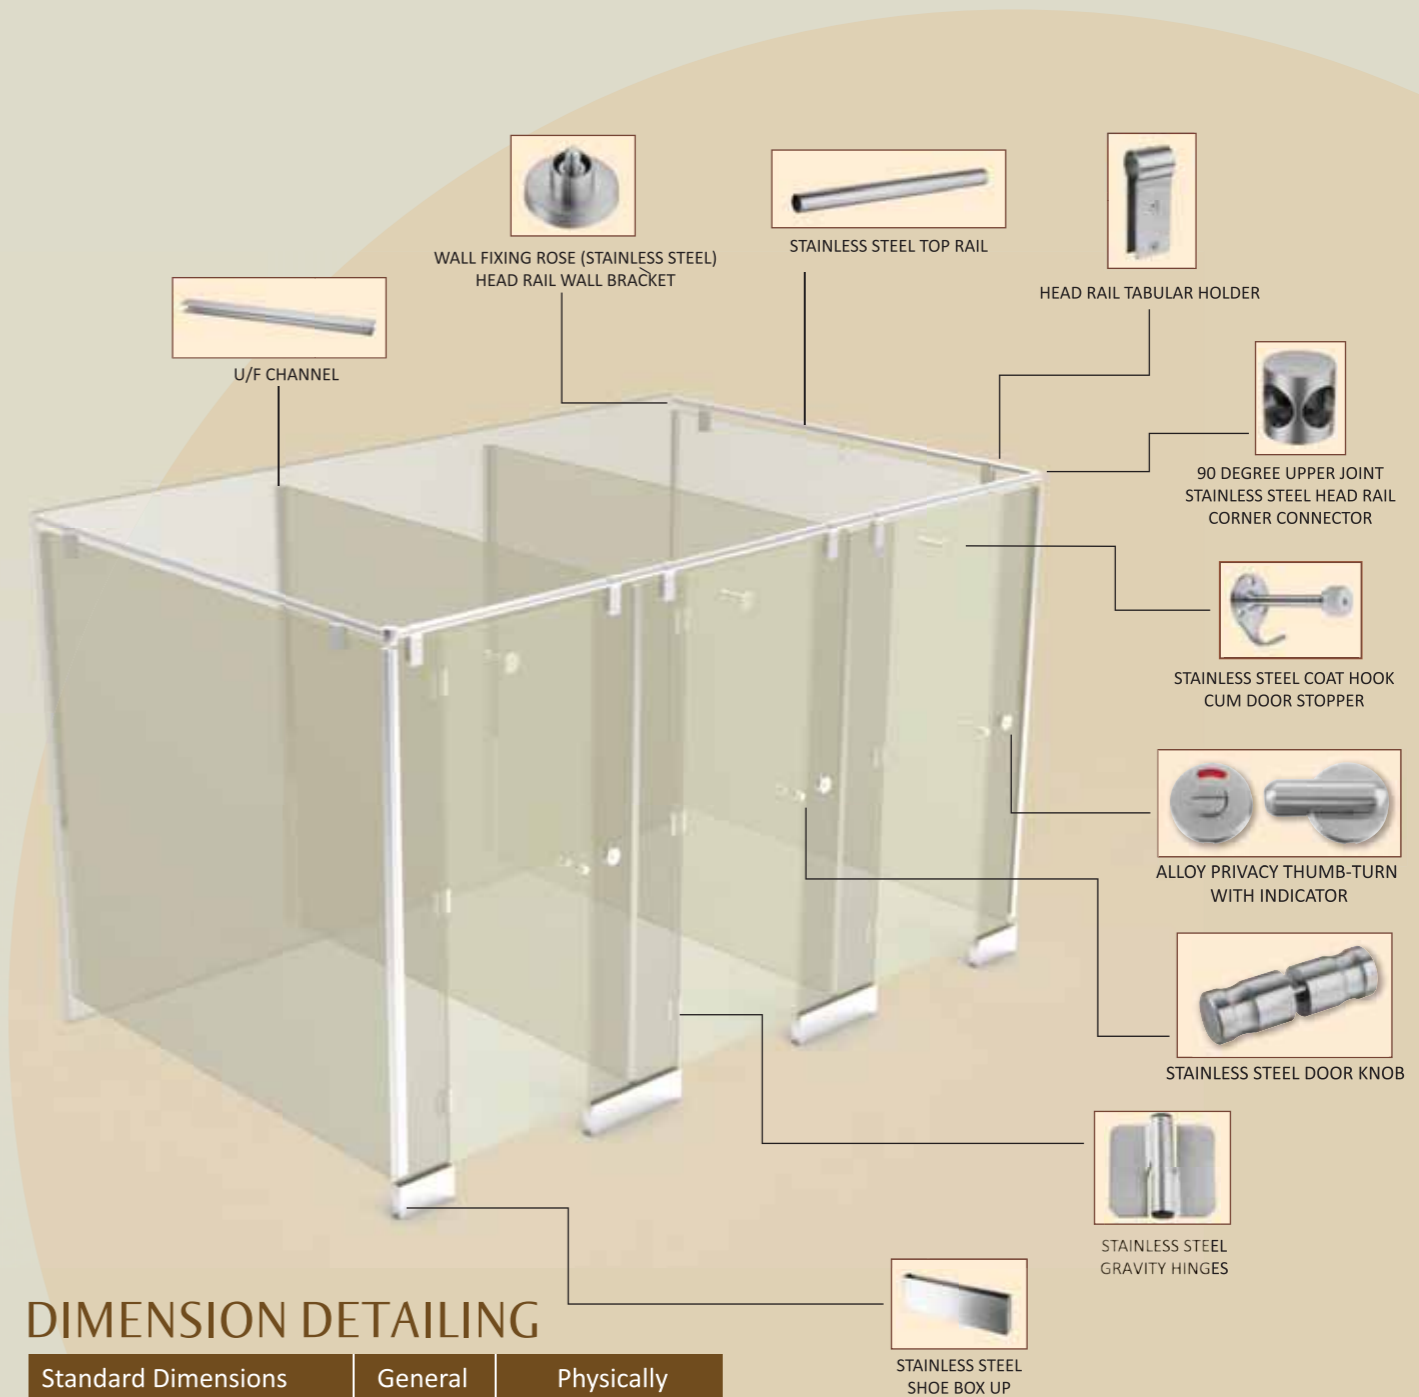 WALL FIXING ROSE (STAINLESS STEEL)
HEAD RAIL WALL BRACKET
STAINLESS STEEL TOP RAIL
HEAD RAIL TABULAR HOLDER
U/F CHANNEL
90 DEGREE UPPER JOINT
STAINLESS STEEL HEAD RAIL
CORNER CONNECTOR
STAINLESS STEEL COAT HOOK
CUM DOOR STOPPER
ALLOY PRIVACY THUMB-TURN
WITH INDICATOR
STAINLESS STEEL DOOR KNOB
STAINLESS STEEL
GRAVITY HINGES
STAINLESS STEEL
SHOE BOX UP
DIMENSION DETAILING
Standard Dimensions General Physically